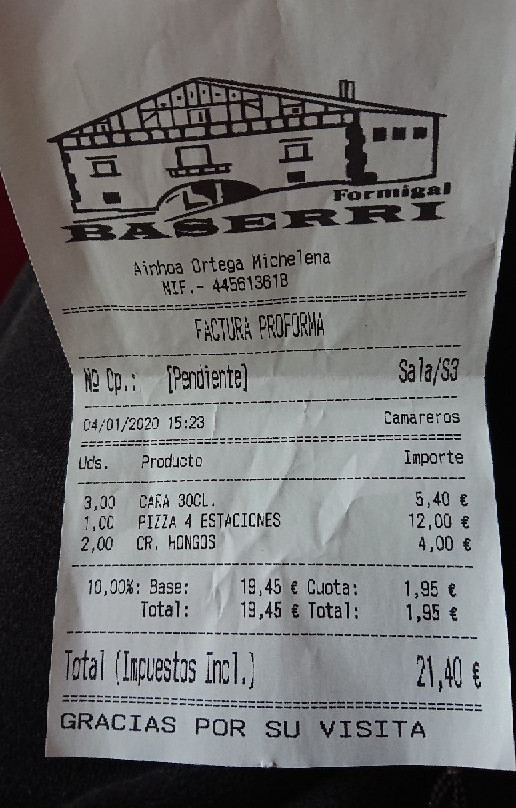 Formigal
BASERRI
Ainhoa Ortega Michelena
NIF.- 44561361B
FACTURA PROFORMA
Nº Op.: [Pendiente] Sala/S3
04/01/2020 15:23 Camareros
Uds. Producto Importe
3,00 CAÑA 30CL. 5,40 €
1,00 PIZZA 4 ESTACIONES 12,00 €
2,00 CR. HONGOS 4,00 €
10,00%: Base: 19,45 € Cuota: 1,95 €
Total: 19,45 € Total: 1,95 €
Total (Impuestos Incl.) 21,40 €
GRACIAS POR SU VISITA